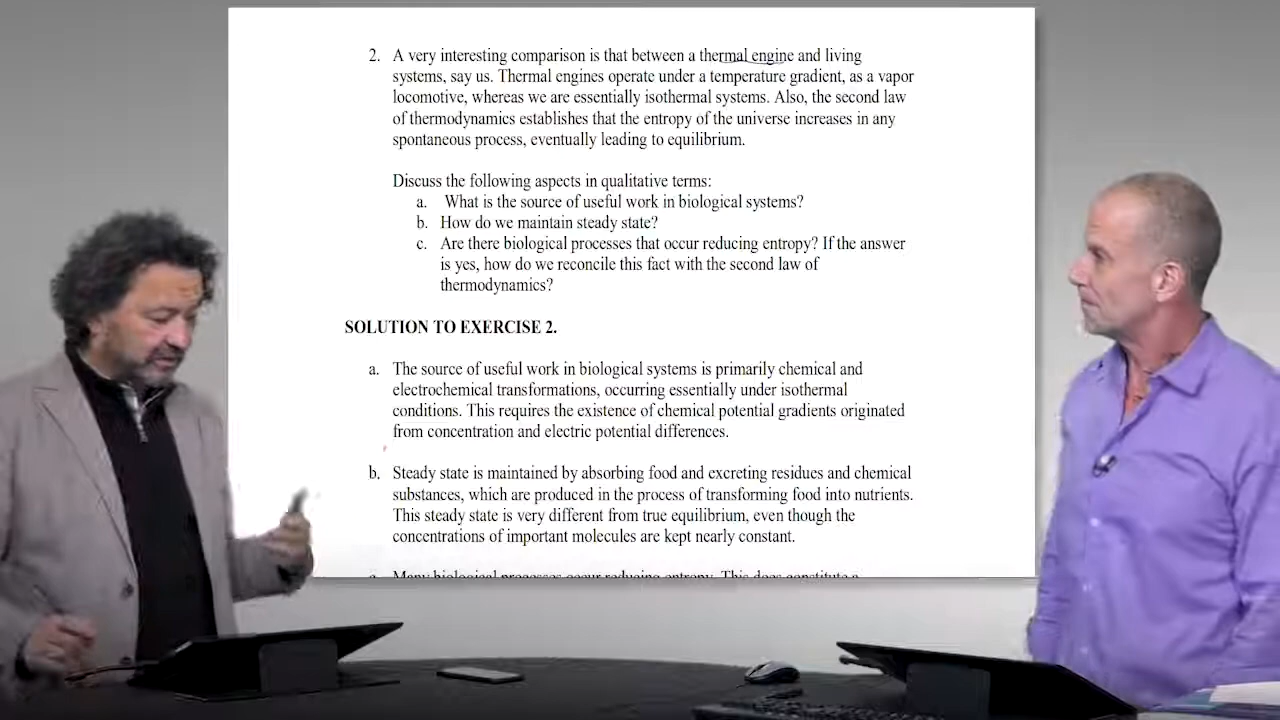 2. A very interesting comparison is that between a thermal engine and living
systems, say us. Thermal engines operate under a temperature gradient, as a vapor
locomotive, whereas we are essentially isothermal systems. Also, the second law
of thermodynamics establishes that the entropy of the universe increases in any
spontaneous process, eventually leading to equilibrium.
Discuss the following aspects in qualitative terms:
a. What is the source of useful work in biological systems?
b. How do we maintain steady state?
c. Are there biological processes that occur reducing entropy? If the answer
is yes, how do we reconcile this fact with the second law of
thermodynamics?
SOLUTION TO EXERCISE 2.
a. The source of useful work in biological systems is primarily chemical and
electrochemical transformations, occurring essentially under isothermal
conditions. This requires the existence of chemical potential gradients originated
from concentration and electric potential differences.
b. Steady state is maintained by absorbing food and excreting residues and chemical
substances, which are produced in the process of transforming food into nutrients.
This steady state is very different from true equilibrium, even though the
concentrations of important molecules are kept nearly constant.
c. Many biological processes occur reducing entropy. This does constitute a